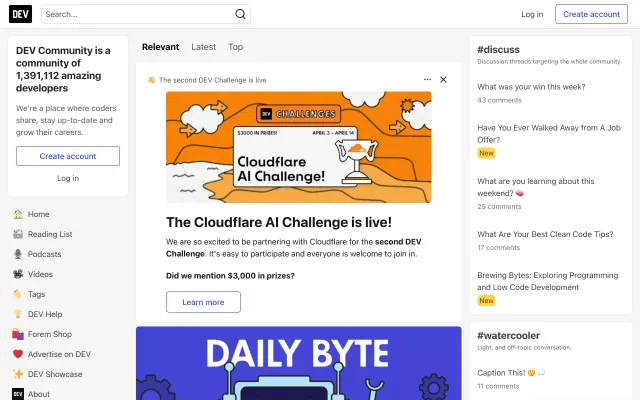 DEV
Search...
Log in
Create account
DEV Community is a
community of
1,391,112 amazing
developers
We're a place where coders
share, stay up-to-date and
grow their careers.
Create account
Log in
Home
Reading List
Podcasts
Videos
Tags
DEV Help
Forem Shop
Advertise on DEV
DEV Showcase
About
Relevant
Latest
Top
👋 The second DEV Challenge is live
DEV CHALLENGES
$3000 IN PRIZES!
APRIL 3 – APRIL 14
Cloudflare
AI Challenge!
The Cloudflare AI Challenge is live!
We are so excited to be partnering with Cloudflare for the second DEV
Challenge. It's easy to participate and everyone is welcome to join in.
Did we mention $3,000 in prizes?
Learn more
DAILY BYTE
#discuss
Discussion threads targeting the whole community
What was your win this week?
43 comments
Have You Ever Walked Away from A Job
Offer?
New
What are you learning about this
weekend? 🧠
25 comments
What Are Your Best Clean Code Tips?
17 comments
Brewing Bytes: Exploring Programming
and Low Code Development
New
#watercooler
Light, and off-topic conversation.
Caption This! 🤔💭
11 comments